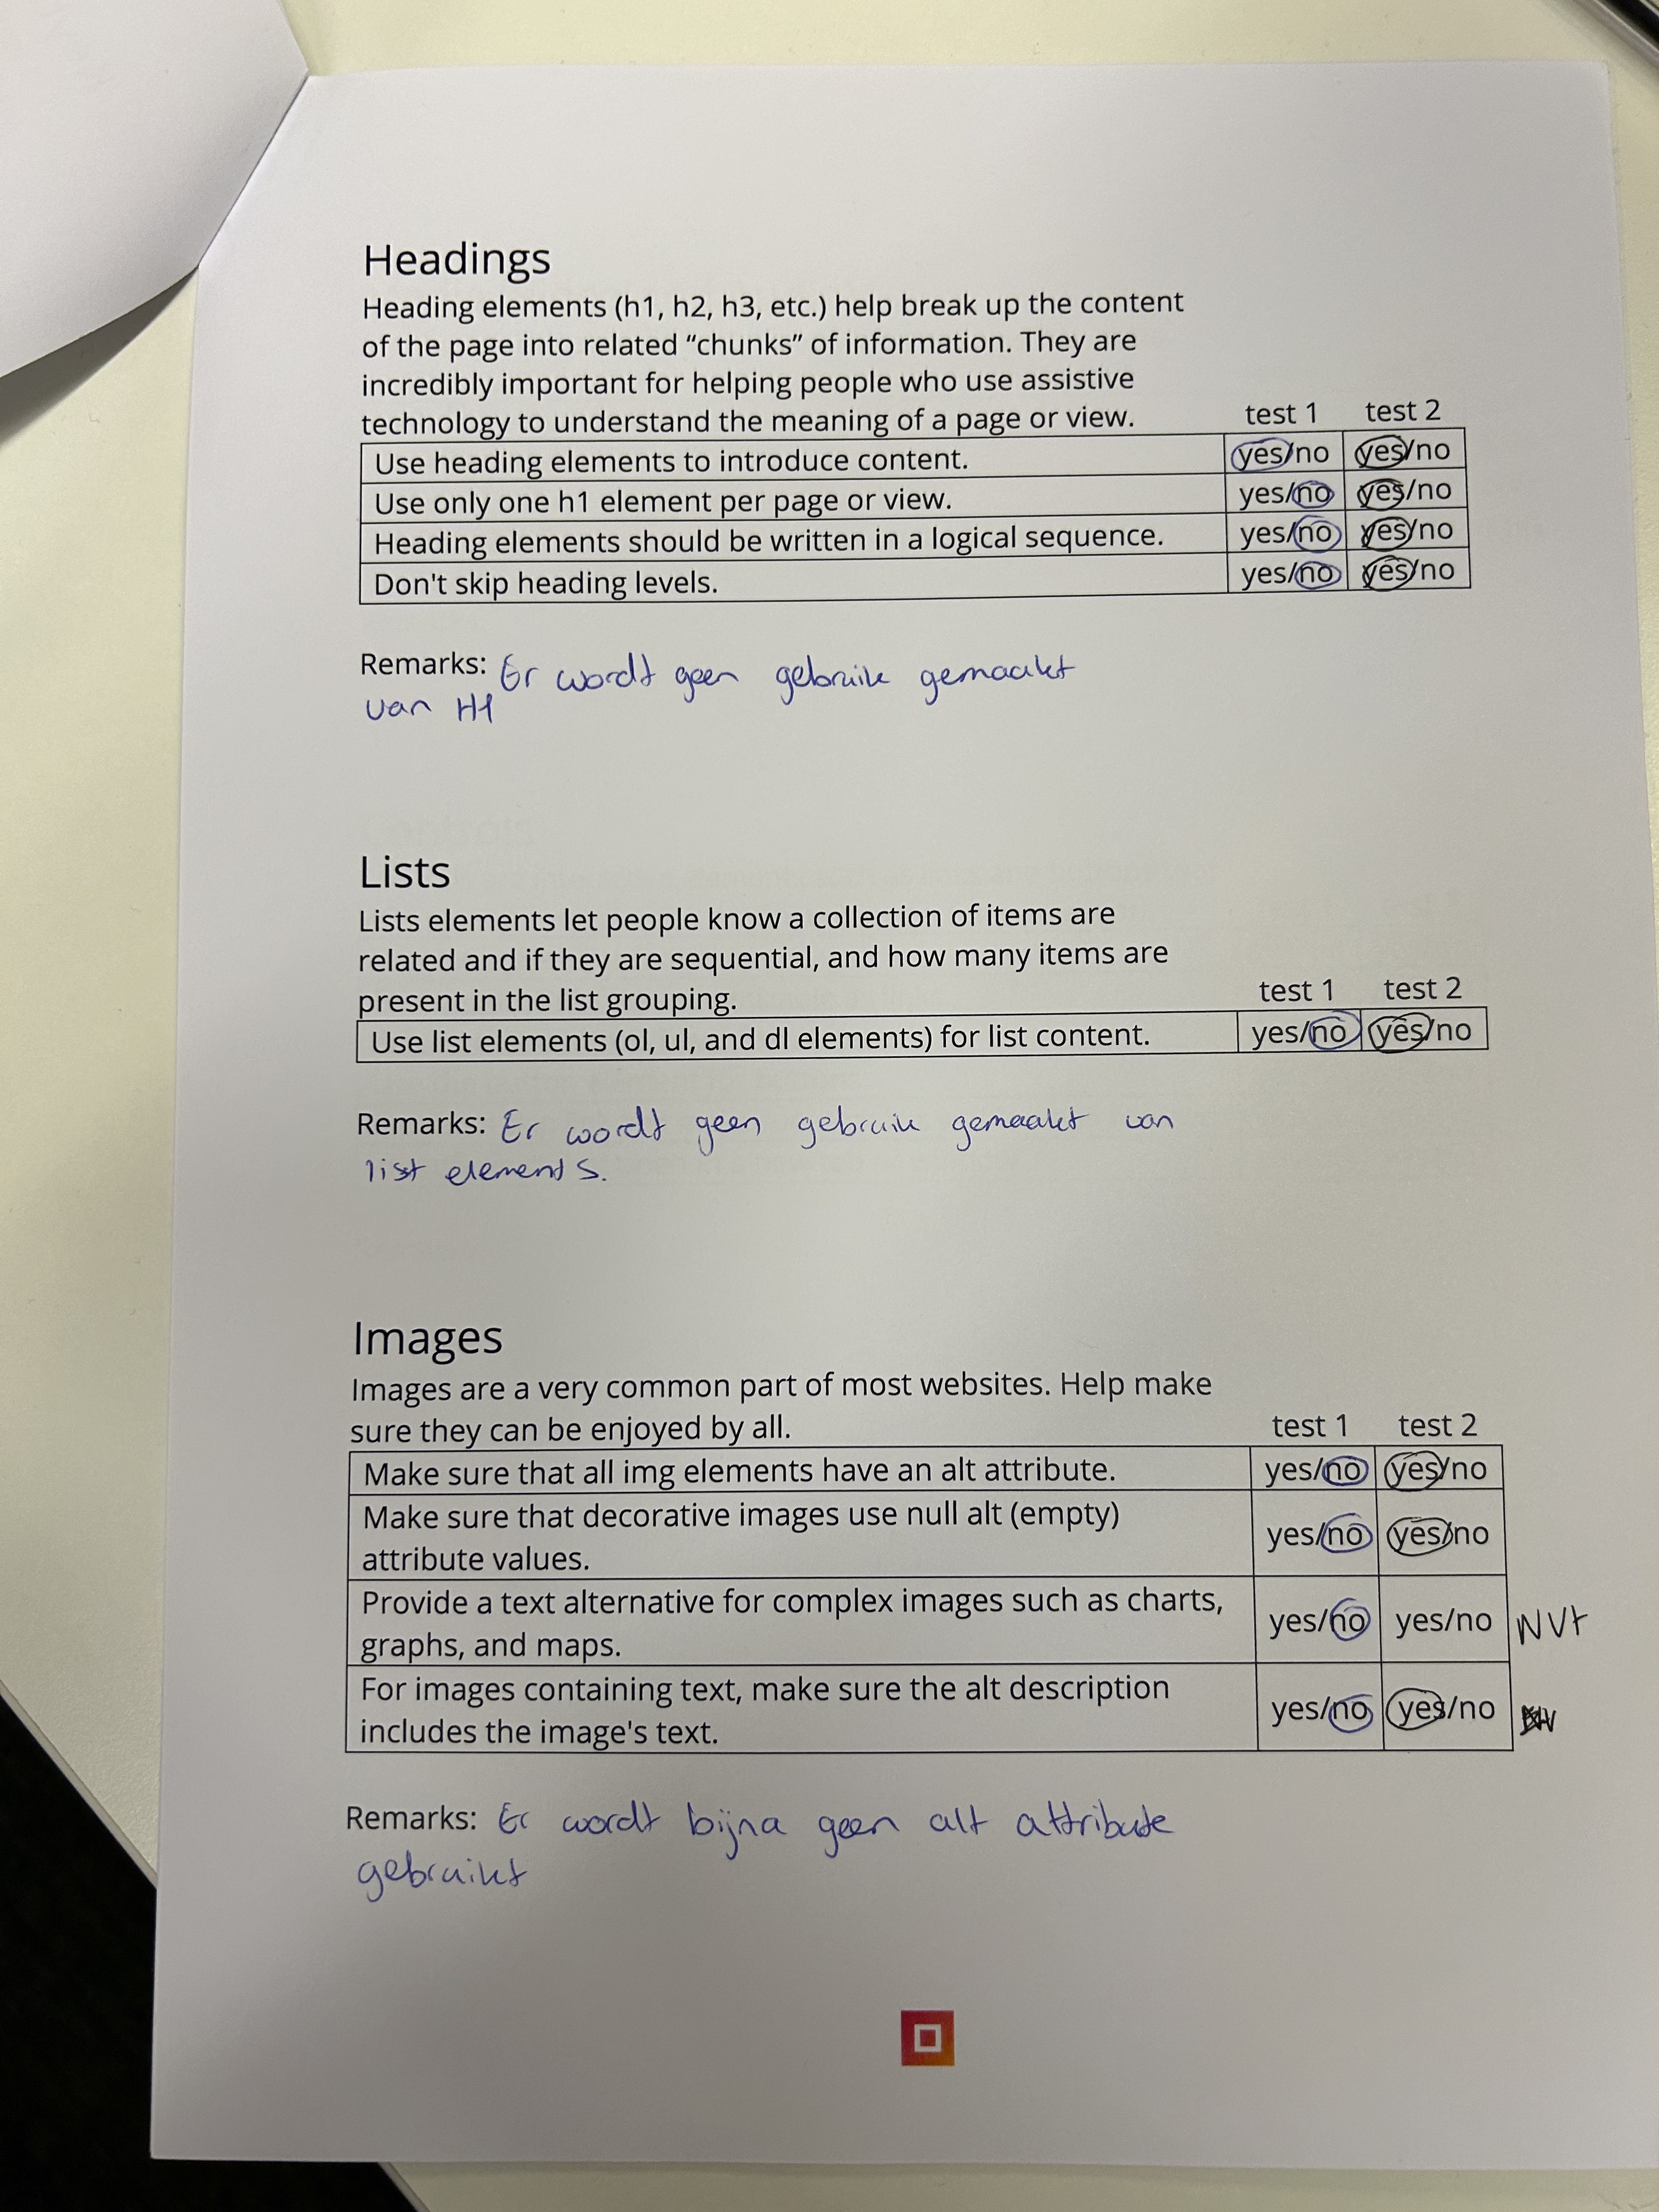 Headings
Heading elements (h1, h2, h3, etc.) help break up the content
of the page into related “chunks” of information. They are
incredibly important for helping people who use assistive
technology to understand the meaning of a page or view. test 1 test 2
Use heading elements to introduce content. yes/no yes/no
Use only one h1 element per page or view. yes/no yes/no
Heading elements should be written in a logical sequence. yes/no yes/no
Don't skip heading levels. yes/no yes/no
Remarks: Er wordt geen gebruik gemaakt
van H1
Lists
Lists elements let people know a collection of items are
related and if they are sequential, and how many items are
present in the list grouping. test 1 test 2
Use list elements (ol, ul, and dl elements) for list content. yes/no yes/no
Remarks: Er wordt geen gebruik gemaakt van
list elements.
Images
Images are a very common part of most websites. Help make
sure they can be enjoyed by all. test 1 test 2
Make sure that all img elements have an alt attribute. yes/no yes/no
Make sure that decorative images use null alt (empty)
attribute values. yes/no yes/no
Provide a text alternative for complex images such as charts,
graphs, and maps. yes/no yes/no NVt
For images containing text, make sure the alt description
includes the image's text. yes/no yes/no
Remarks: Er wordt bijna geen alt attribute
gebruikt